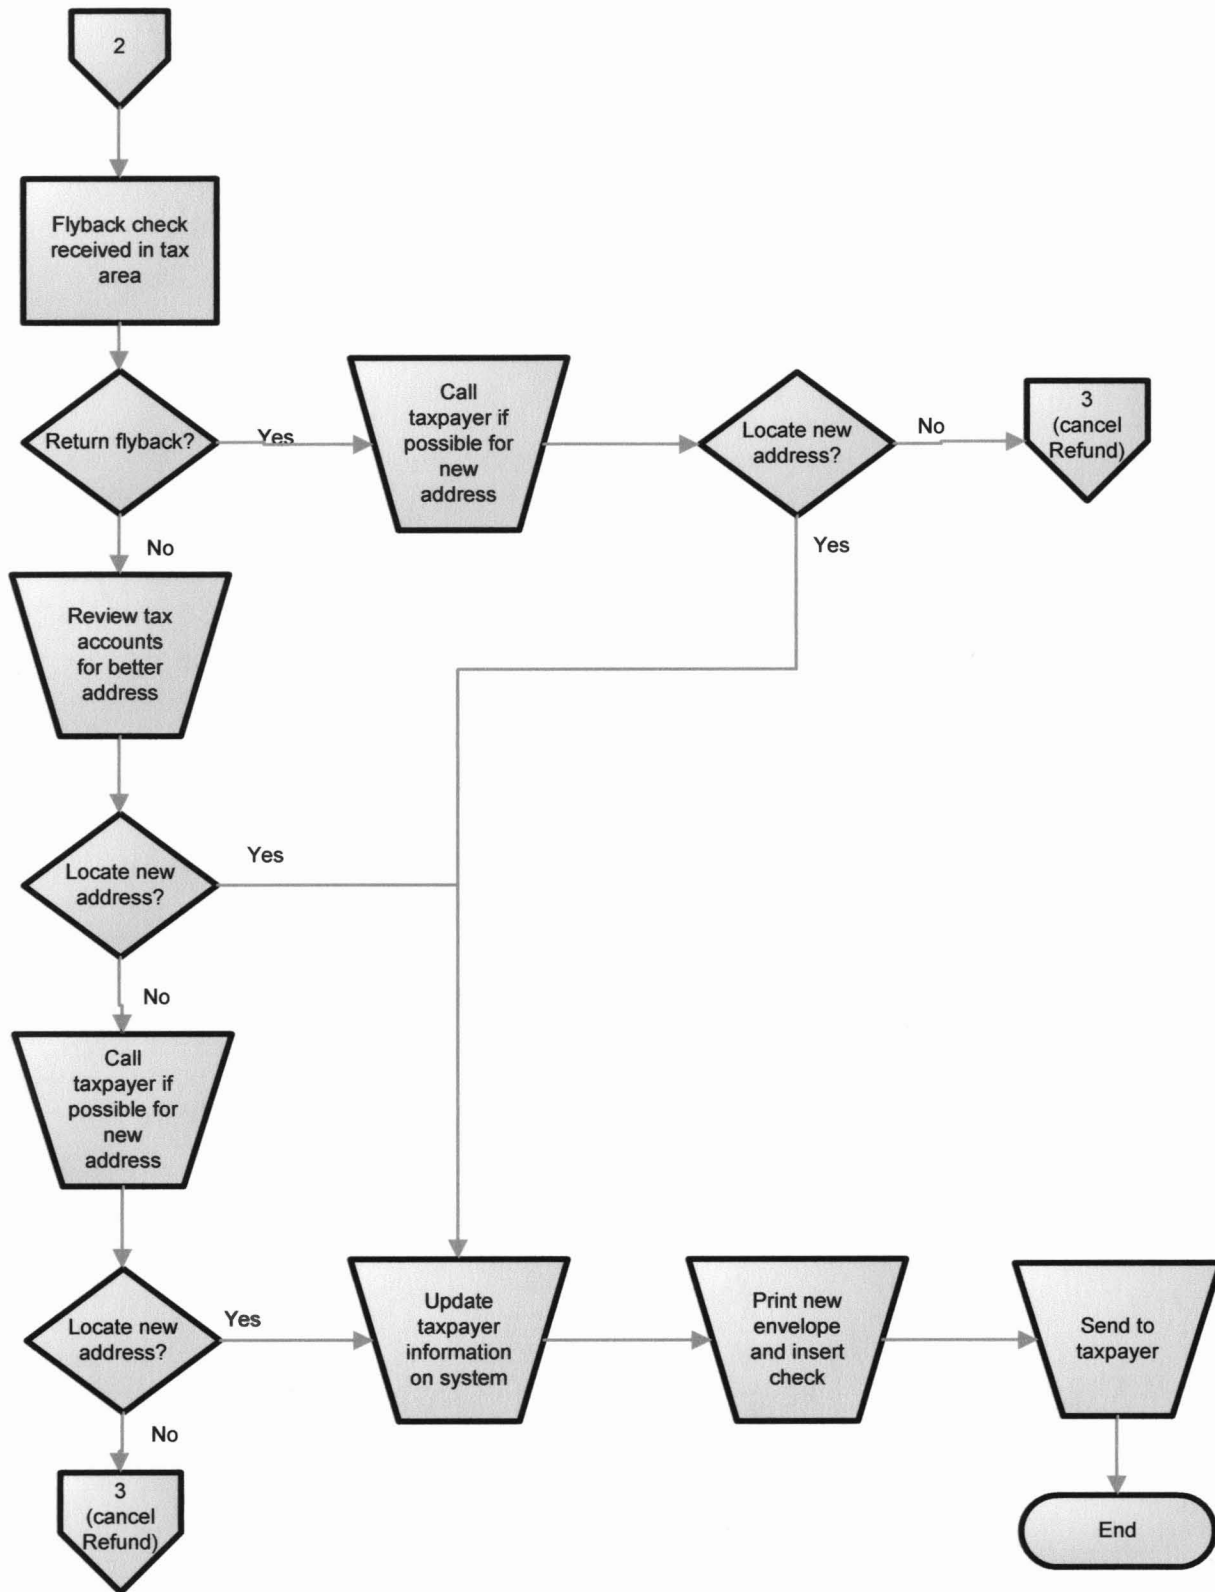 2
Flyback check
received in tax
area
Return flyback?
Yes
Call
taxpayer if
possible for
new
address
Locate new
address?
No
3
(cancel
Refund)
Yes
No
Review tax
accounts
for better
address
Locate new
address?
Yes
No
Call
taxpayer if
possible for
new
address
Locate new
address?
Yes
Update
taxpayer
information
on system
Print new
envelope
and insert
check
Send to
taxpayer
No
3
(cancel
Refund)
End